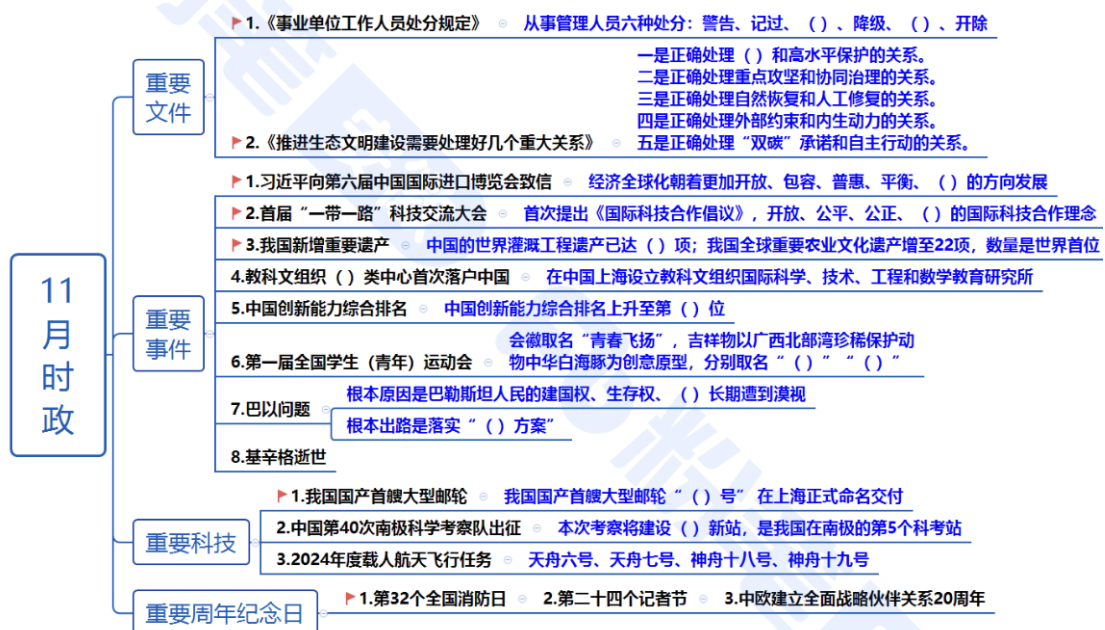 11
月
时
政
重要
文件
1.《事业单位工作人员处分规定》
从事管理人员六种处分：警告、记过、（ ）、降级、（ ）、开除
2.《推进生态文明建设需要处理好几个重大关系》
一是正确处理（ ）和高水平保护的关系。
二是正确处理重点攻坚和协同治理的关系。
三是正确处理自然恢复和人工修复的关系。
四是正确处理外部约束和内生动力的关系。
五是正确处理“双碳”承诺和自主行动的关系。
重要
事件
1.习近平向第六届中国国际进口博览会致信
经济全球化朝着更加开放、包容、普惠、平衡、（ ）的方向发展
2.首届“一带一路”科技交流大会
首次提出《国际科技合作倡议》，开放、公平、公正、（ ）的国际科技合作理念
3.我国新增重要遗产
中国的世界灌溉工程遗产已达（ ）项；我国全球重要农业文化遗产增至22项，数量是世界首位
4.教科文组织（ ）类中心首次落户中国
在中国上海设立教科文组织国际科学、技术、工程和数学教育研究所
5.中国创新能力综合排名
中国创新能力综合排名上升至第（ ）位
6.第一届全国学生（青年）运动会
会徽取名“青春飞扬”，吉祥物以广西北部湾珍稀保护动
物中华白海豚为创意原型，分别取名“（ ）”“（ ）”
7.巴以问题
根本原因是巴勒斯坦人民的建国权、生存权、（ ）长期遭到漠视
根本出路是落实“（ ）方案”
8.基辛格逝世
重要科技
1.我国国产首艘大型邮轮
我国国产首艘大型邮轮“（ ）号” 在上海正式命名交付
2.中国第40次南极科学考察队出征
本次考察将建设（ ）新站，是我国在南极的第5个科考站
3.2024年度载人航天飞行任务
天舟六号、天舟七号、神舟十八号、神舟十九号
重要周年纪念日
1.第32个全国消防日
2.第二十四个记者节
3.中欧建立全面战略伙伴关系20周年